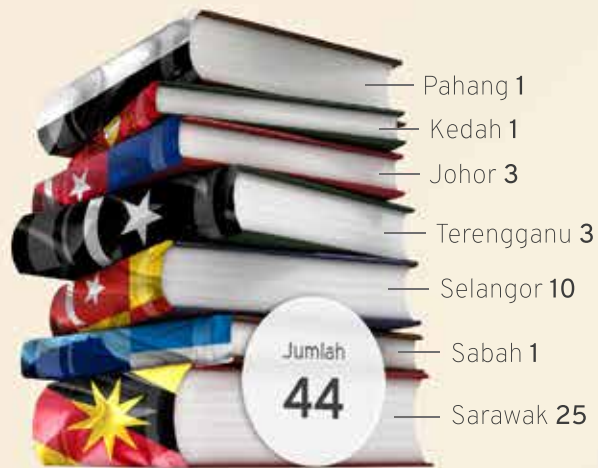 Pahang 1
Kedah 1
Johor 3
Terengganu 3
Selangor 10
Sabah 1
Jumlah
44
Sarawak 25